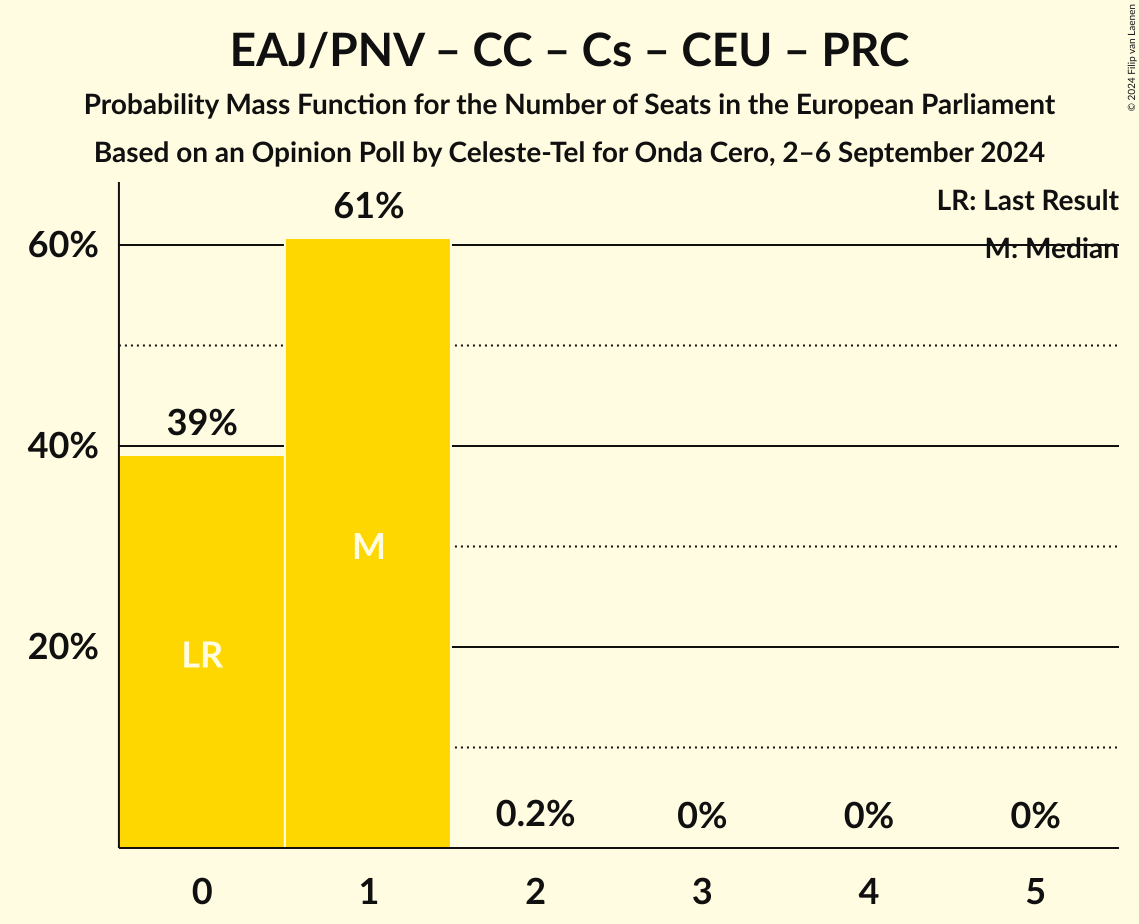 EAJ/PNV – CC – Cs – CEU – PRC
Probability Mass Function for the Number of Seats in the European Parliament
Based on an Opinion Poll by Celeste-Tel for Onda Cero, 2–6 September 2024
© 2024 Filip van Laenen
LR: Last Result
M: Median
60%
40%
20%
39%
61%
0.2%
0%
0%
0%
LR
M
0
1
2
3
4
5